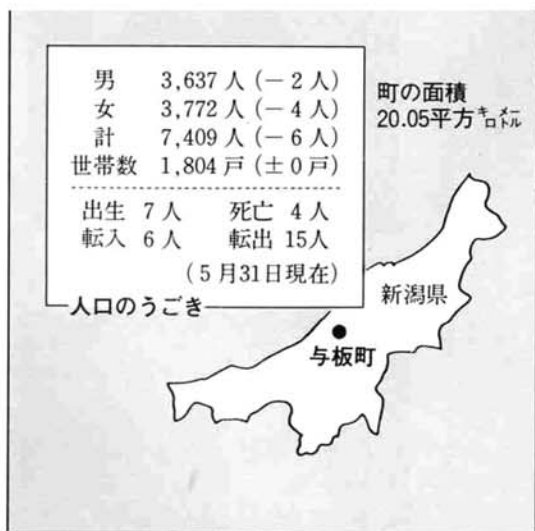 男 3,637人(−2人)
女 3,772人(−4人)
計 7,409人(−6人)
世帯数 1,804戸(±0戸)
出生 7人 死亡 4人
転入 6人 転出 15人
(5月31日現在)
人口のうごき
町の面積
20.05平方キロメートル
新潟県
与板町